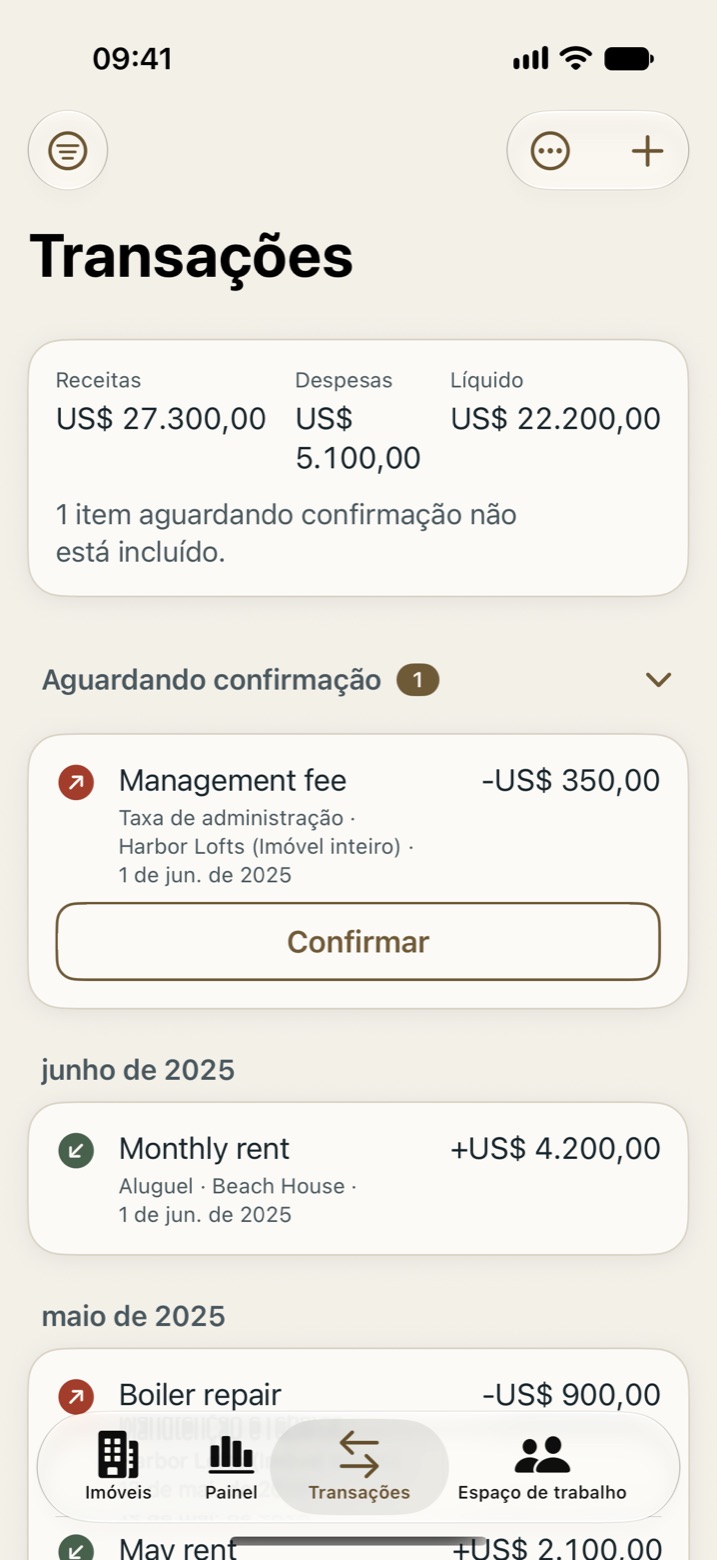 09:41
Transações
Receitas
Despesas
Líquido
US$ 27.300,00
US$
5.100,00
US$ 22.200,00
1 item aguardando confirmação não
está incluído.
Aguardando confirmação 1
Management fee
-US$ 350,00
Taxa de administração ·
Harbor Lofts (Imóvel inteiro) ·
1 de jun. de 2025
Confirmar
junho de 2025
Monthly rent
+US$ 4.200,00
Aluguel · Beach House ·
1 de jun. de 2025
maio de 2025
Boiler repair
-US$ 900,00
Imóveis
Painel
Transações
Espaço de trabalho
May rent
+US$ 2.100,00